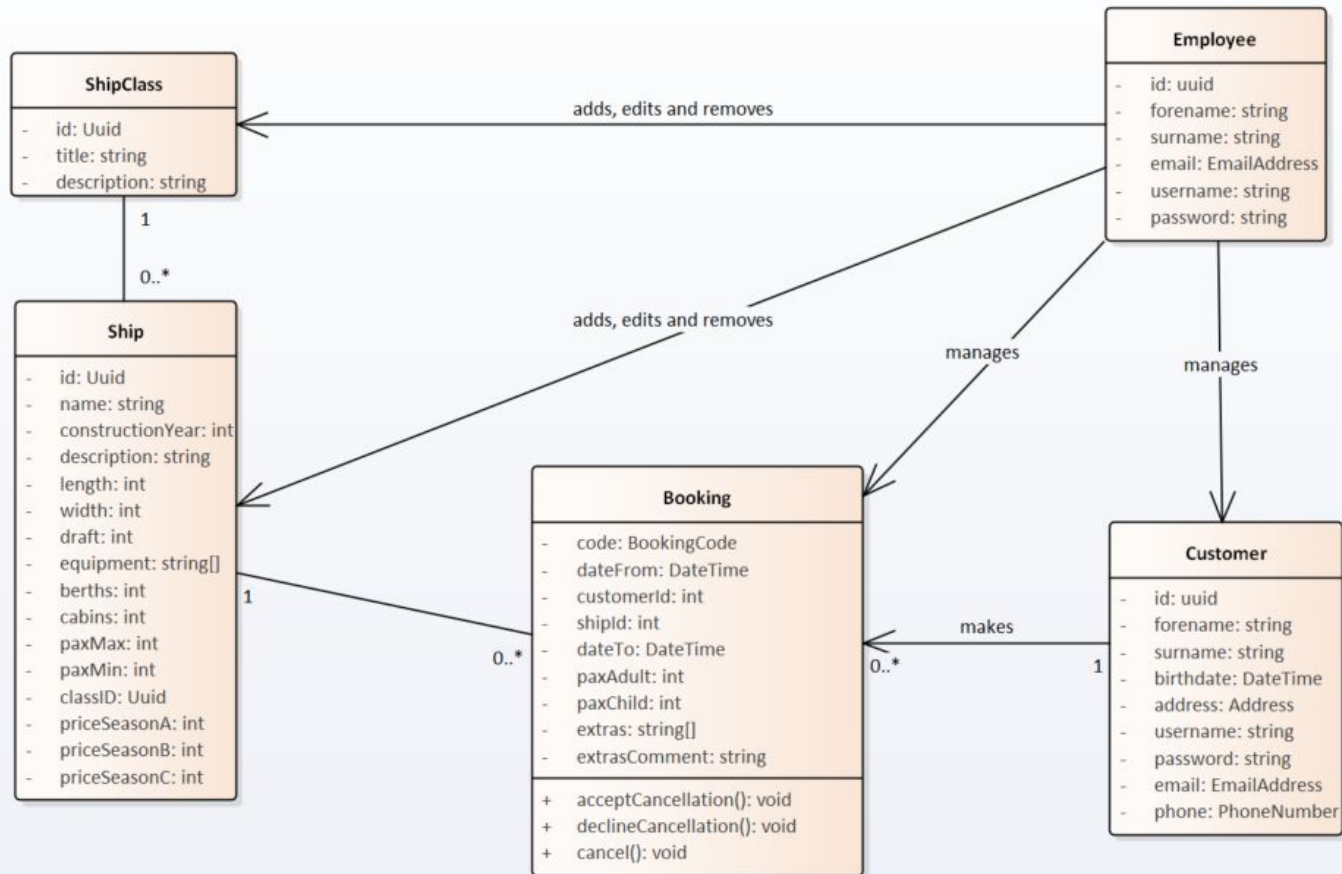 ShipClass
- id: Uuid
- title: string
- description: string
1
0..*
Ship
- id: Uuid
- name: string
- constructionYear: int
- description: string
- length: int
- width: int
- draft: int
- equipment: string[]
- berths: int
- cabins: int
- paxMax: int
- paxMin: int
- classID: Uuid
- priceSeasonA: int
- priceSeasonB: int
- priceSeasonC: int
adds, edits and removes
adds, edits and removes
Employee
- id: uuid
- forename: string
- surname: string
- email: EmailAddress
- username: string
- password: string
manages
manages
1
0..*
Booking
- code: BookingCode
- dateFrom: DateTime
- customerId: int
- shipId: int
- dateTo: DateTime
- paxAdult: int
- paxChild: int
- extras: string[]
- extrasComment: string
+ acceptCancellation(): void
+ declineCancellation(): void
+ cancel(): void
makes
0..*
1
Customer
- id: uuid
- forename: string
- surname: string
- birthdate: DateTime
- address: Address
- username: string
- password: string
- email: EmailAddress
- phone: PhoneNumber